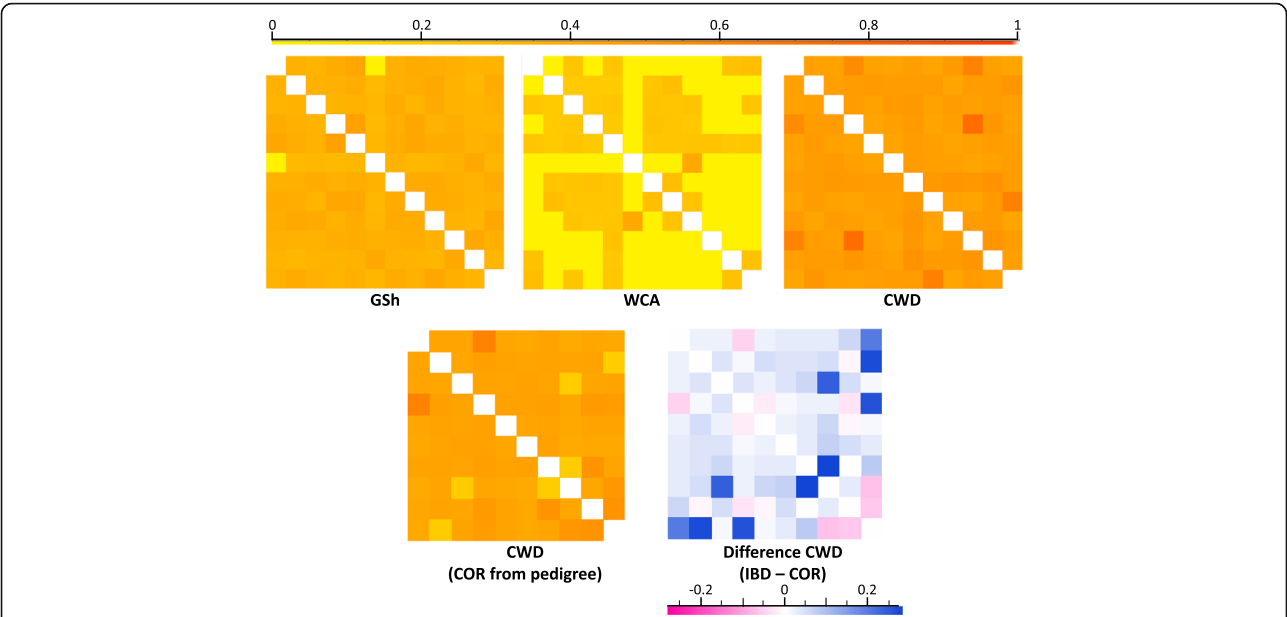 0 0.2 0.4 0.6 0.8 1
GSh WCA CWD
CWD Difference CWD
(COR from pedigree) (IBD – COR)
-0.2 0 0.2